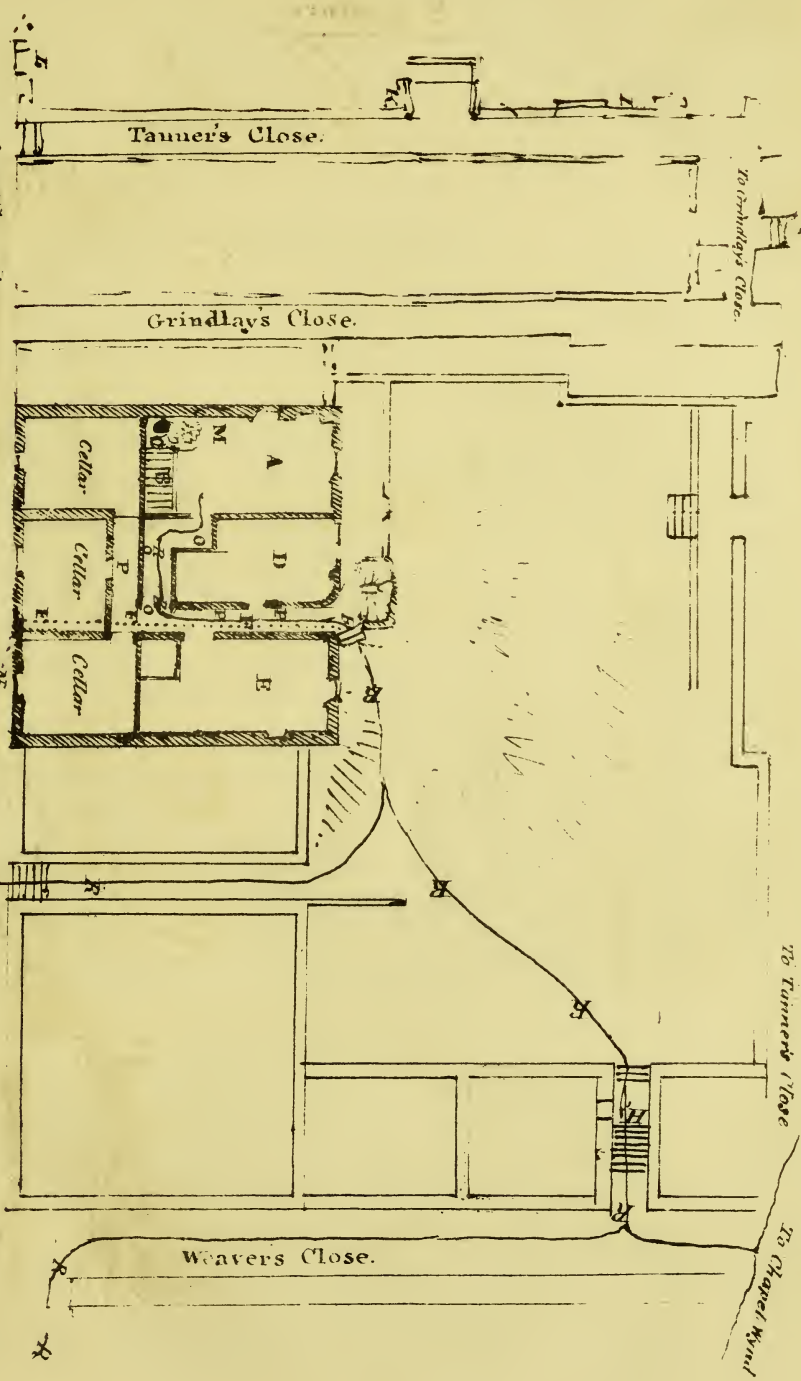 Tanner's Close.
To Grindlay's Close.
Grindlay's Close.
L
K
M
A
C
B
Cellar
O
D
R
P
F
Cellar
O
P
F
F
F
F
E
Cellar
R
R
R
R
H
R
To Tanner's Close
To Chapel Wynd
Weavers Close.
R
R